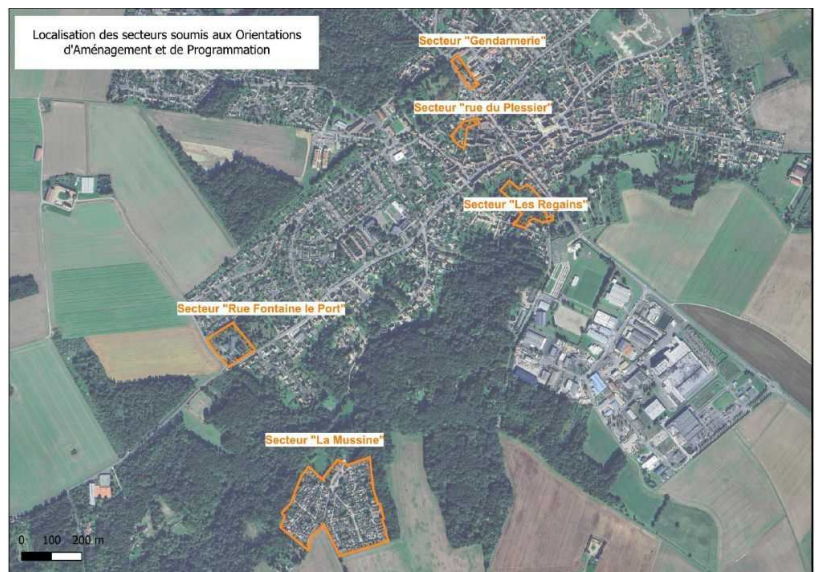 Localisation des secteurs soumis aux Orientations
d'Aménagement et de Programmation
Secteur "Gendarmerie"
Secteur "rue du Plessier"
Secteur "Les Regains"
Secteur "Rue Fontaine le Port"
Secteur "La Mussine"
0 100 200 m